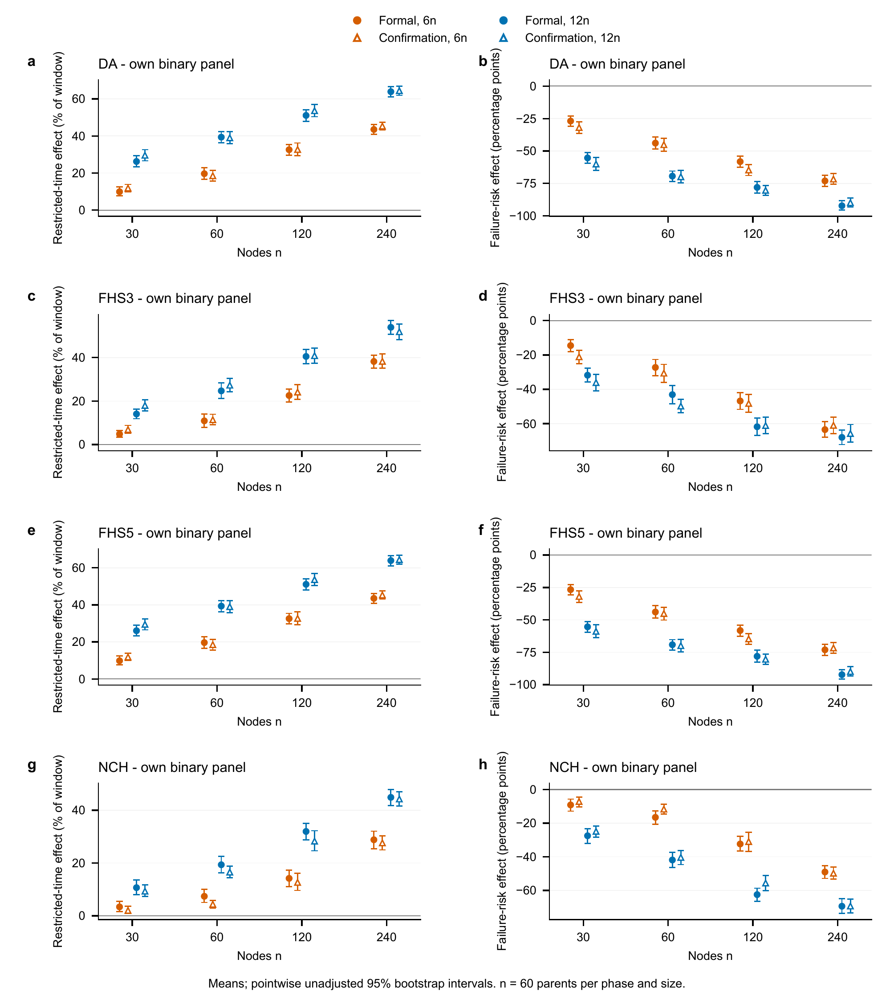 Formal, 6n
Formal, 12n
Confirmation, 6n
Confirmation, 12n
a
DA - own binary panel
Restricted-time effect (% of window)
60
40
20
0
30
60
120
240
Nodes n
b
DA - own binary panel
Failure-risk effect (percentage points)
0
−25
−50
−75
−100
30
60
120
240
Nodes n
c
FHS3 - own binary panel
Restricted-time effect (% of window)
40
20
0
30
60
120
240
Nodes n
d
FHS3 - own binary panel
Failure-risk effect (percentage points)
0
−20
−40
−60
30
60
120
240
Nodes n
e
FHS5 - own binary panel
Restricted-time effect (% of window)
60
40
20
0
30
60
120
240
Nodes n
f
FHS5 - own binary panel
Failure-risk effect (percentage points)
0
−25
−50
−75
−100
30
60
120
240
Nodes n
g
NCH - own binary panel
Restricted-time effect (% of window)
40
20
0
30
60
120
240
Nodes n
h
NCH - own binary panel
Failure-risk effect (percentage points)
0
−20
−40
−60
30
60
120
240
Nodes n
Means; pointwise unadjusted 95% bootstrap intervals. n = 60 parents per phase and size.